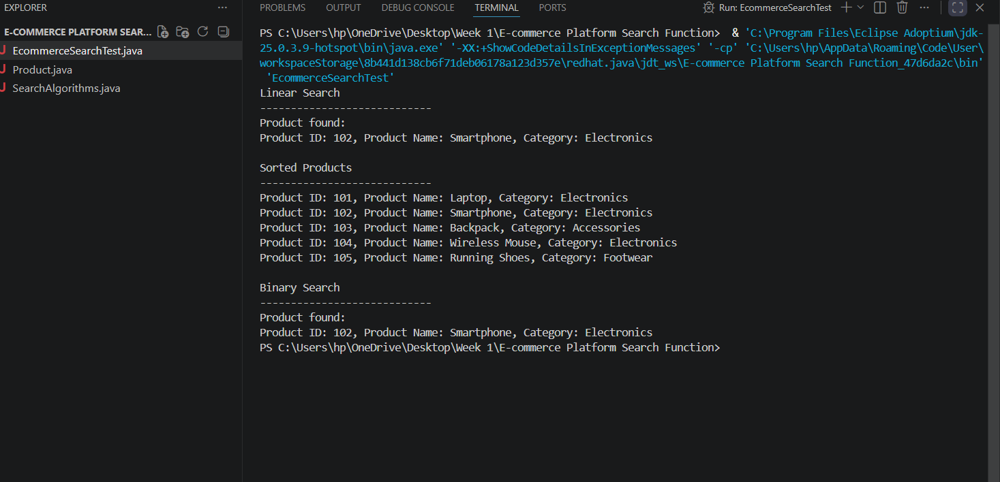 EXPLORER
PROBLEMS OUTPUT DEBUG CONSOLE TERMINAL PORTS
Run: EcommerceSearchTest
E-COMMERCE PLATFORM SEAR...
EcommerceSearchTest.java
Product.java
SearchAlgorithms.java
PS C:\Users\hp\OneDrive\Desktop\Week 1\E-commerce Platform Search Function>  & 'C:\Program Files\Eclipse Adoptium\jdk-
25.0.3.9-hotspot\bin\java.exe' '-XX:+ShowCodeDetailsInExceptionMessages' '-cp' 'C:\Users\hp\AppData\Roaming\Code\User\
workspaceStorage\8b441d138cb6f71deb06178a123d357e\redhat.java\jdt_ws\E-commerce Platform Search Function_47d6da2c\bin'
'EcommerceSearchTest'
Linear Search
----------------------------
Product found:
Product ID: 102, Product Name: Smartphone, Category: Electronics
Sorted Products
----------------------------
Product ID: 101, Product Name: Laptop, Category: Electronics
Product ID: 102, Product Name: Smartphone, Category: Electronics
Product ID: 103, Product Name: Backpack, Category: Accessories
Product ID: 104, Product Name: Wireless Mouse, Category: Electronics
Product ID: 105, Product Name: Running Shoes, Category: Footwear
Binary Search
----------------------------
Product found:
Product ID: 102, Product Name: Smartphone, Category: Electronics
PS C:\Users\hp\OneDrive\Desktop\Week 1\E-commerce Platform Search Function>